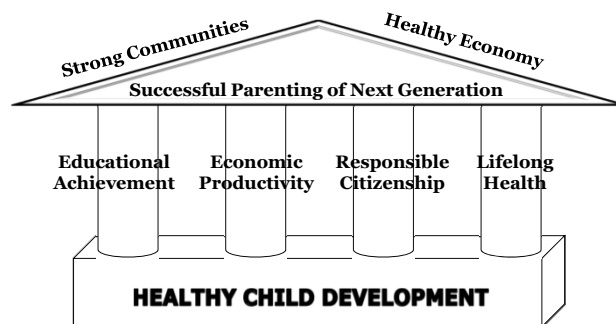 Strong Communities
Healthy Economy
Successful Parenting of Next Generation
Educational
Achievement
Economic
Productivity
Responsible
Citizenship
Lifelong
Health
HEALTHY CHILD DEVELOPMENT